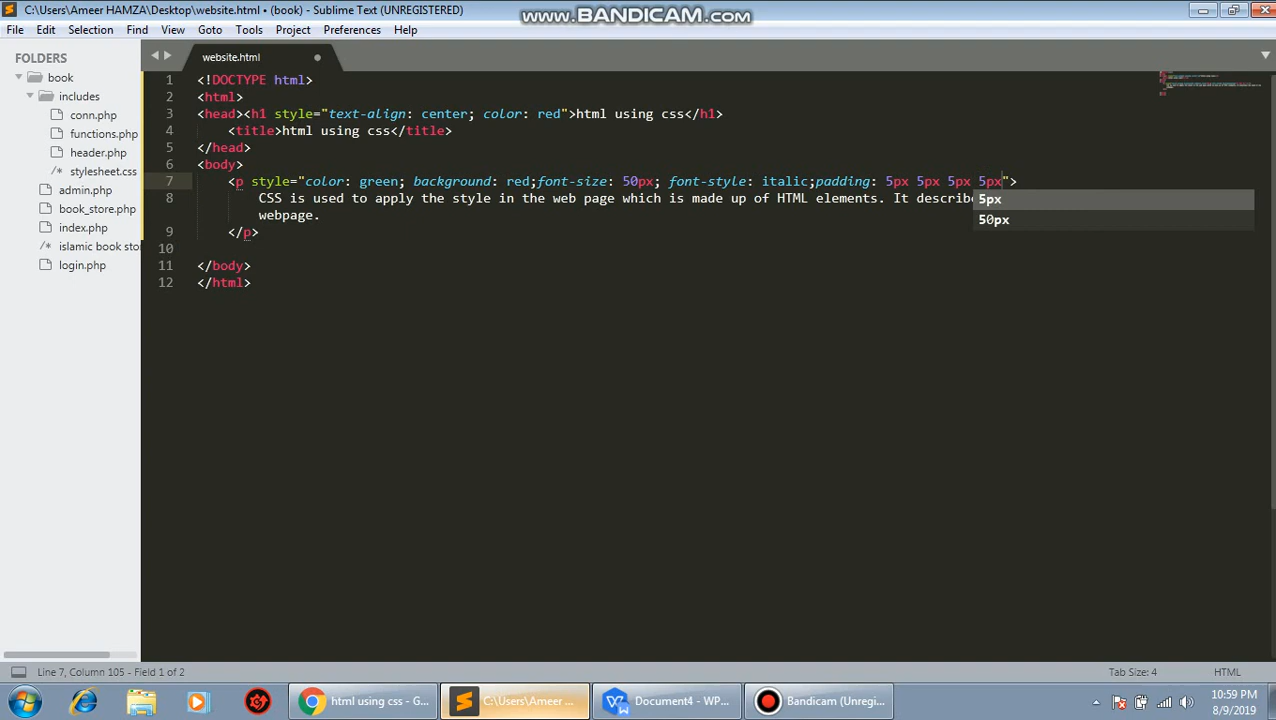 C:\Users\Ameer HAMZA\Desktop\website.html • (book) - Sublime Text (UNREGISTERED)
www.BANDICAM.com
File Edit Selection Find View Goto Tools Project Preferences Help
FOLDERS
book
includes
conn.php
functions.php
header.php
/* stylesheet.css
admin.php
book_store.php
index.php
/* islamic book sto
login.php
website.html
1 <!DOCTYPE html>
2 <html>
3 <head><h1 style="text-align: center; color: red">html using css</h1>
4 <title>html using css</title>
5 </head>
6 <body>
7 <p style="color: green; background: red;font-size: 50px; font-style: italic;padding: 5px 5px 5px 5px">
8 CSS is used to apply the style in the web page which is made up of HTML elements. It describe
webpage.
9 </p>
10
11 </body>
12 </html>
5px
50px
Line 7, Column 105 - Field 1 of 2
Tab Size: 4
HTML
html using css - G...
C:\Users\Ameer ...
Document4 - WP...
Bandicam (Unregi...
10:59 PM
8/9/2019